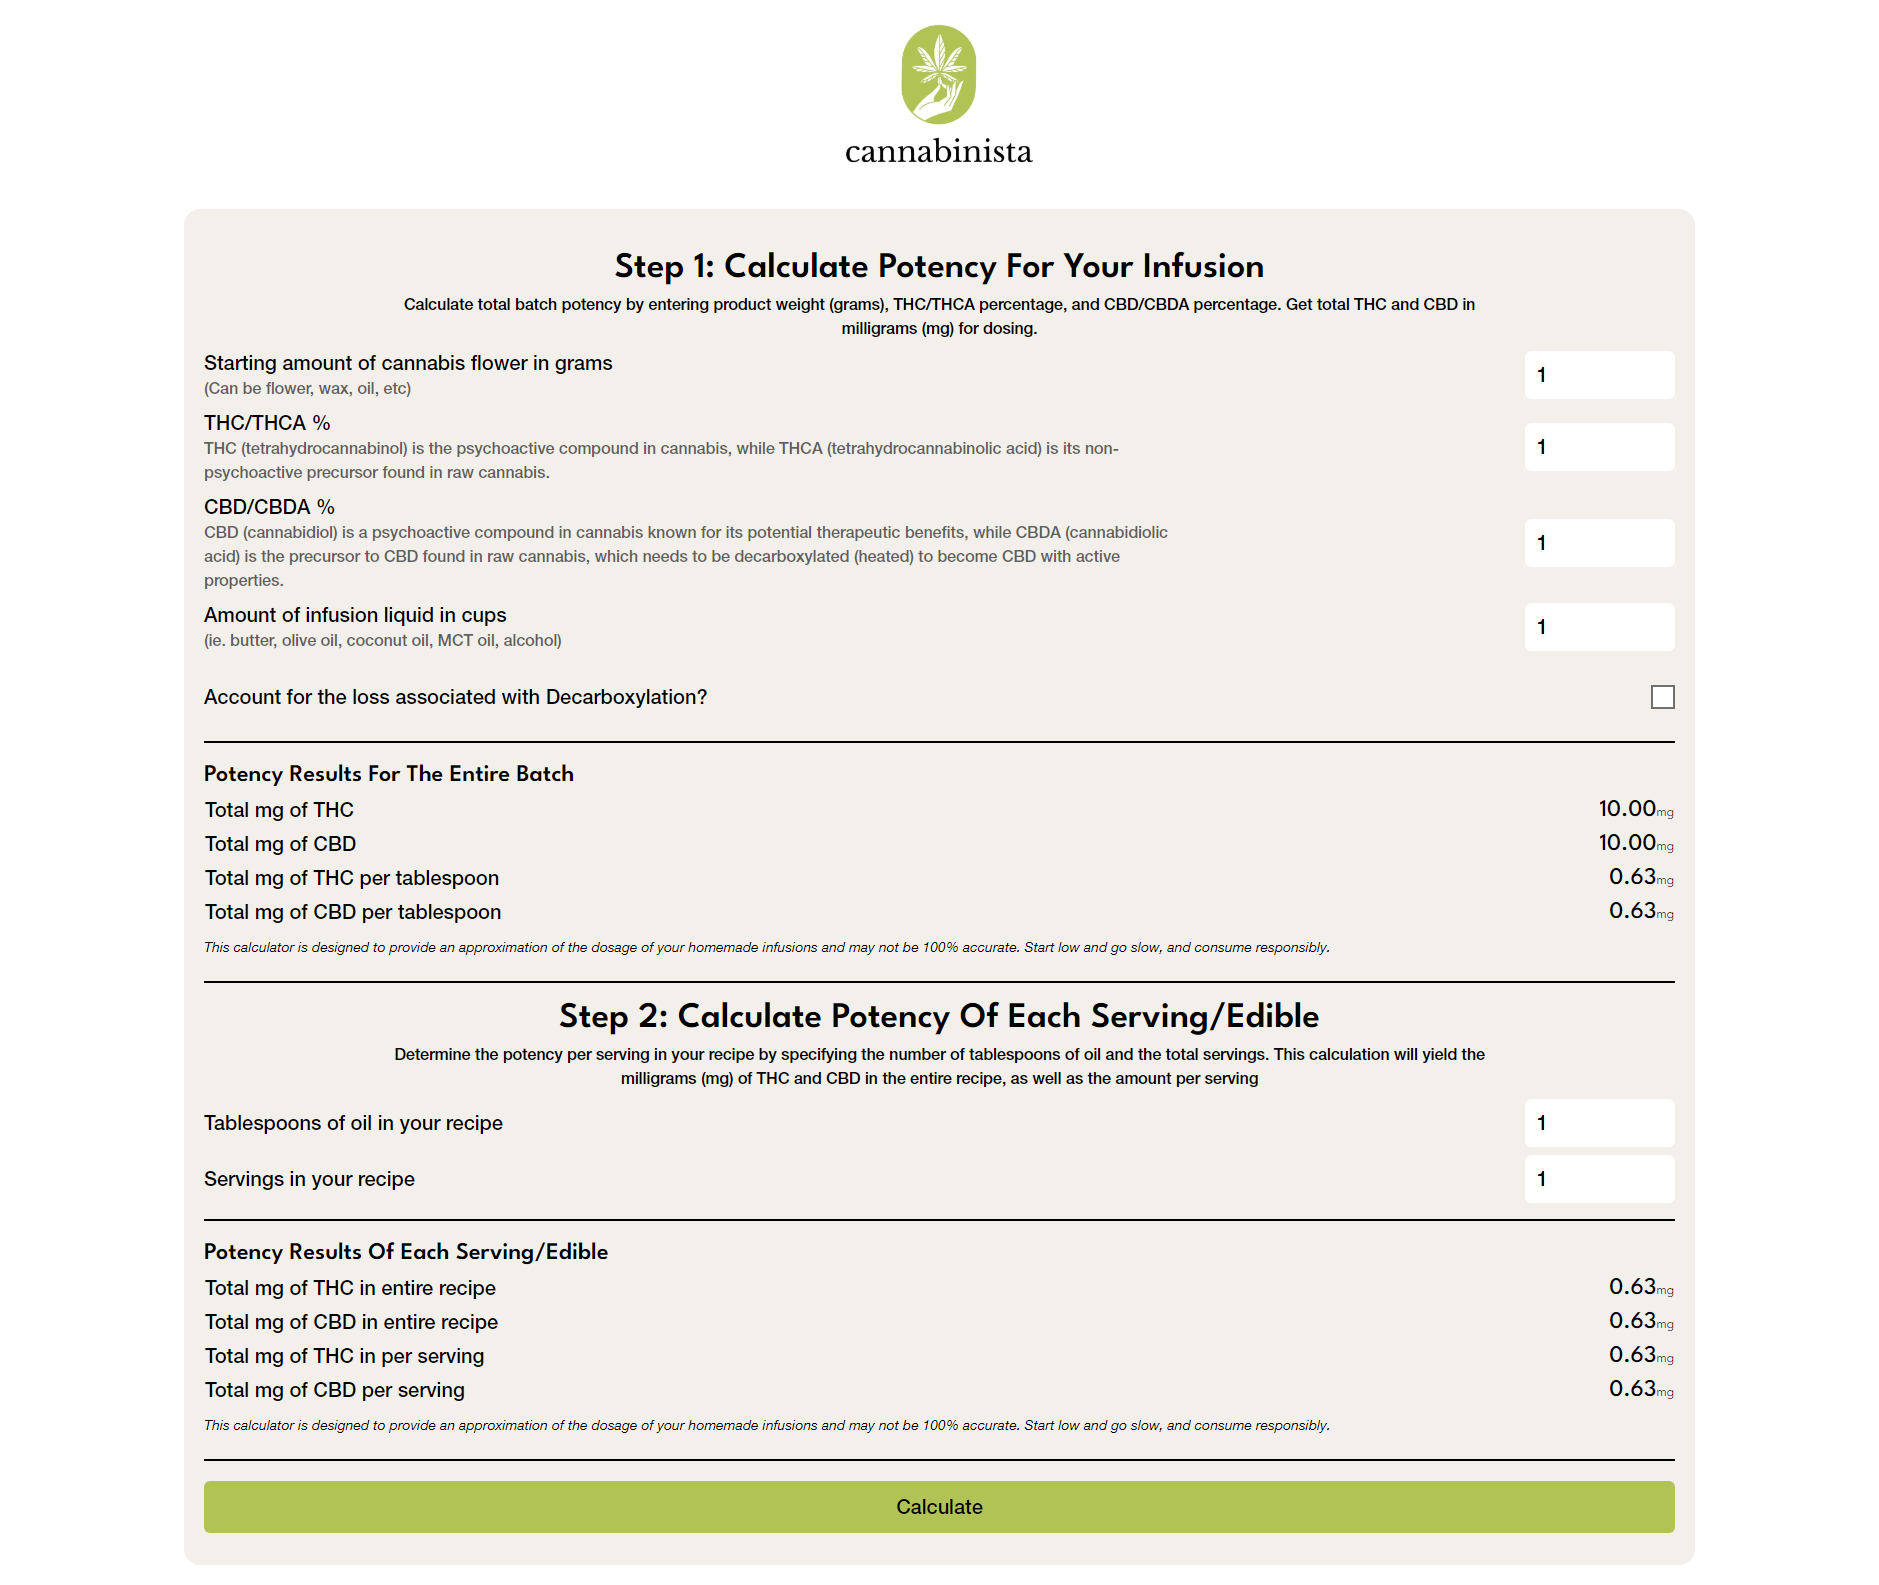 cannabinista
Step 1: Calculate Potency For Your Infusion
Calculate total batch potency by entering product weight (grams), THC/THCA percentage, and CBD/CBDA percentage. Get total THC and CBD in
milligrams (mg) for dosing.
Starting amount of cannabis flower in grams
(Can be flower, wax, oil, etc)
1
THC/THCA %
THC (tetrahydrocannabinol) is the psychoactive compound in cannabis, while THCA (tetrahydrocannabinolic acid) is its non-
psychoactive precursor found in raw cannabis.
1
CBD/CBDA %
CBD (cannabidiol) is a psychoactive compound in cannabis known for its potential therapeutic benefits, while CBDA (cannabidiolic
acid) is the precursor to CBD found in raw cannabis, which needs to be decarboxylated (heated) to become CBD with active
properties.
1
Amount of infusion liquid in cups
(ie. butter, olive oil, coconut oil, MCT oil, alcohol)
1
Account for the loss associated with Decarboxylation?
Potency Results For The Entire Batch
Total mg of THC 10.00mg
Total mg of CBD 10.00mg
Total mg of THC per tablespoon 0.63mg
Total mg of CBD per tablespoon 0.63mg
This calculator is designed to provide an approximation of the dosage of your homemade infusions and may not be 100% accurate. Start low and go slow, and consume responsibly.
Step 2: Calculate Potency Of Each Serving/Edible
Determine the potency per serving in your recipe by specifying the number of tablespoons of oil and the total servings. This calculation will yield the
milligrams (mg) of THC and CBD in the entire recipe, as well as the amount per serving
Tablespoons of oil in your recipe 1
Servings in your recipe 1
Potency Results Of Each Serving/Edible
Total mg of THC in entire recipe 0.63mg
Total mg of CBD in entire recipe 0.63mg
Total mg of THC in per serving 0.63mg
Total mg of CBD per serving 0.63mg
This calculator is designed to provide an approximation of the dosage of your homemade infusions and may not be 100% accurate. Start low and go slow, and consume responsibly.
Calculate